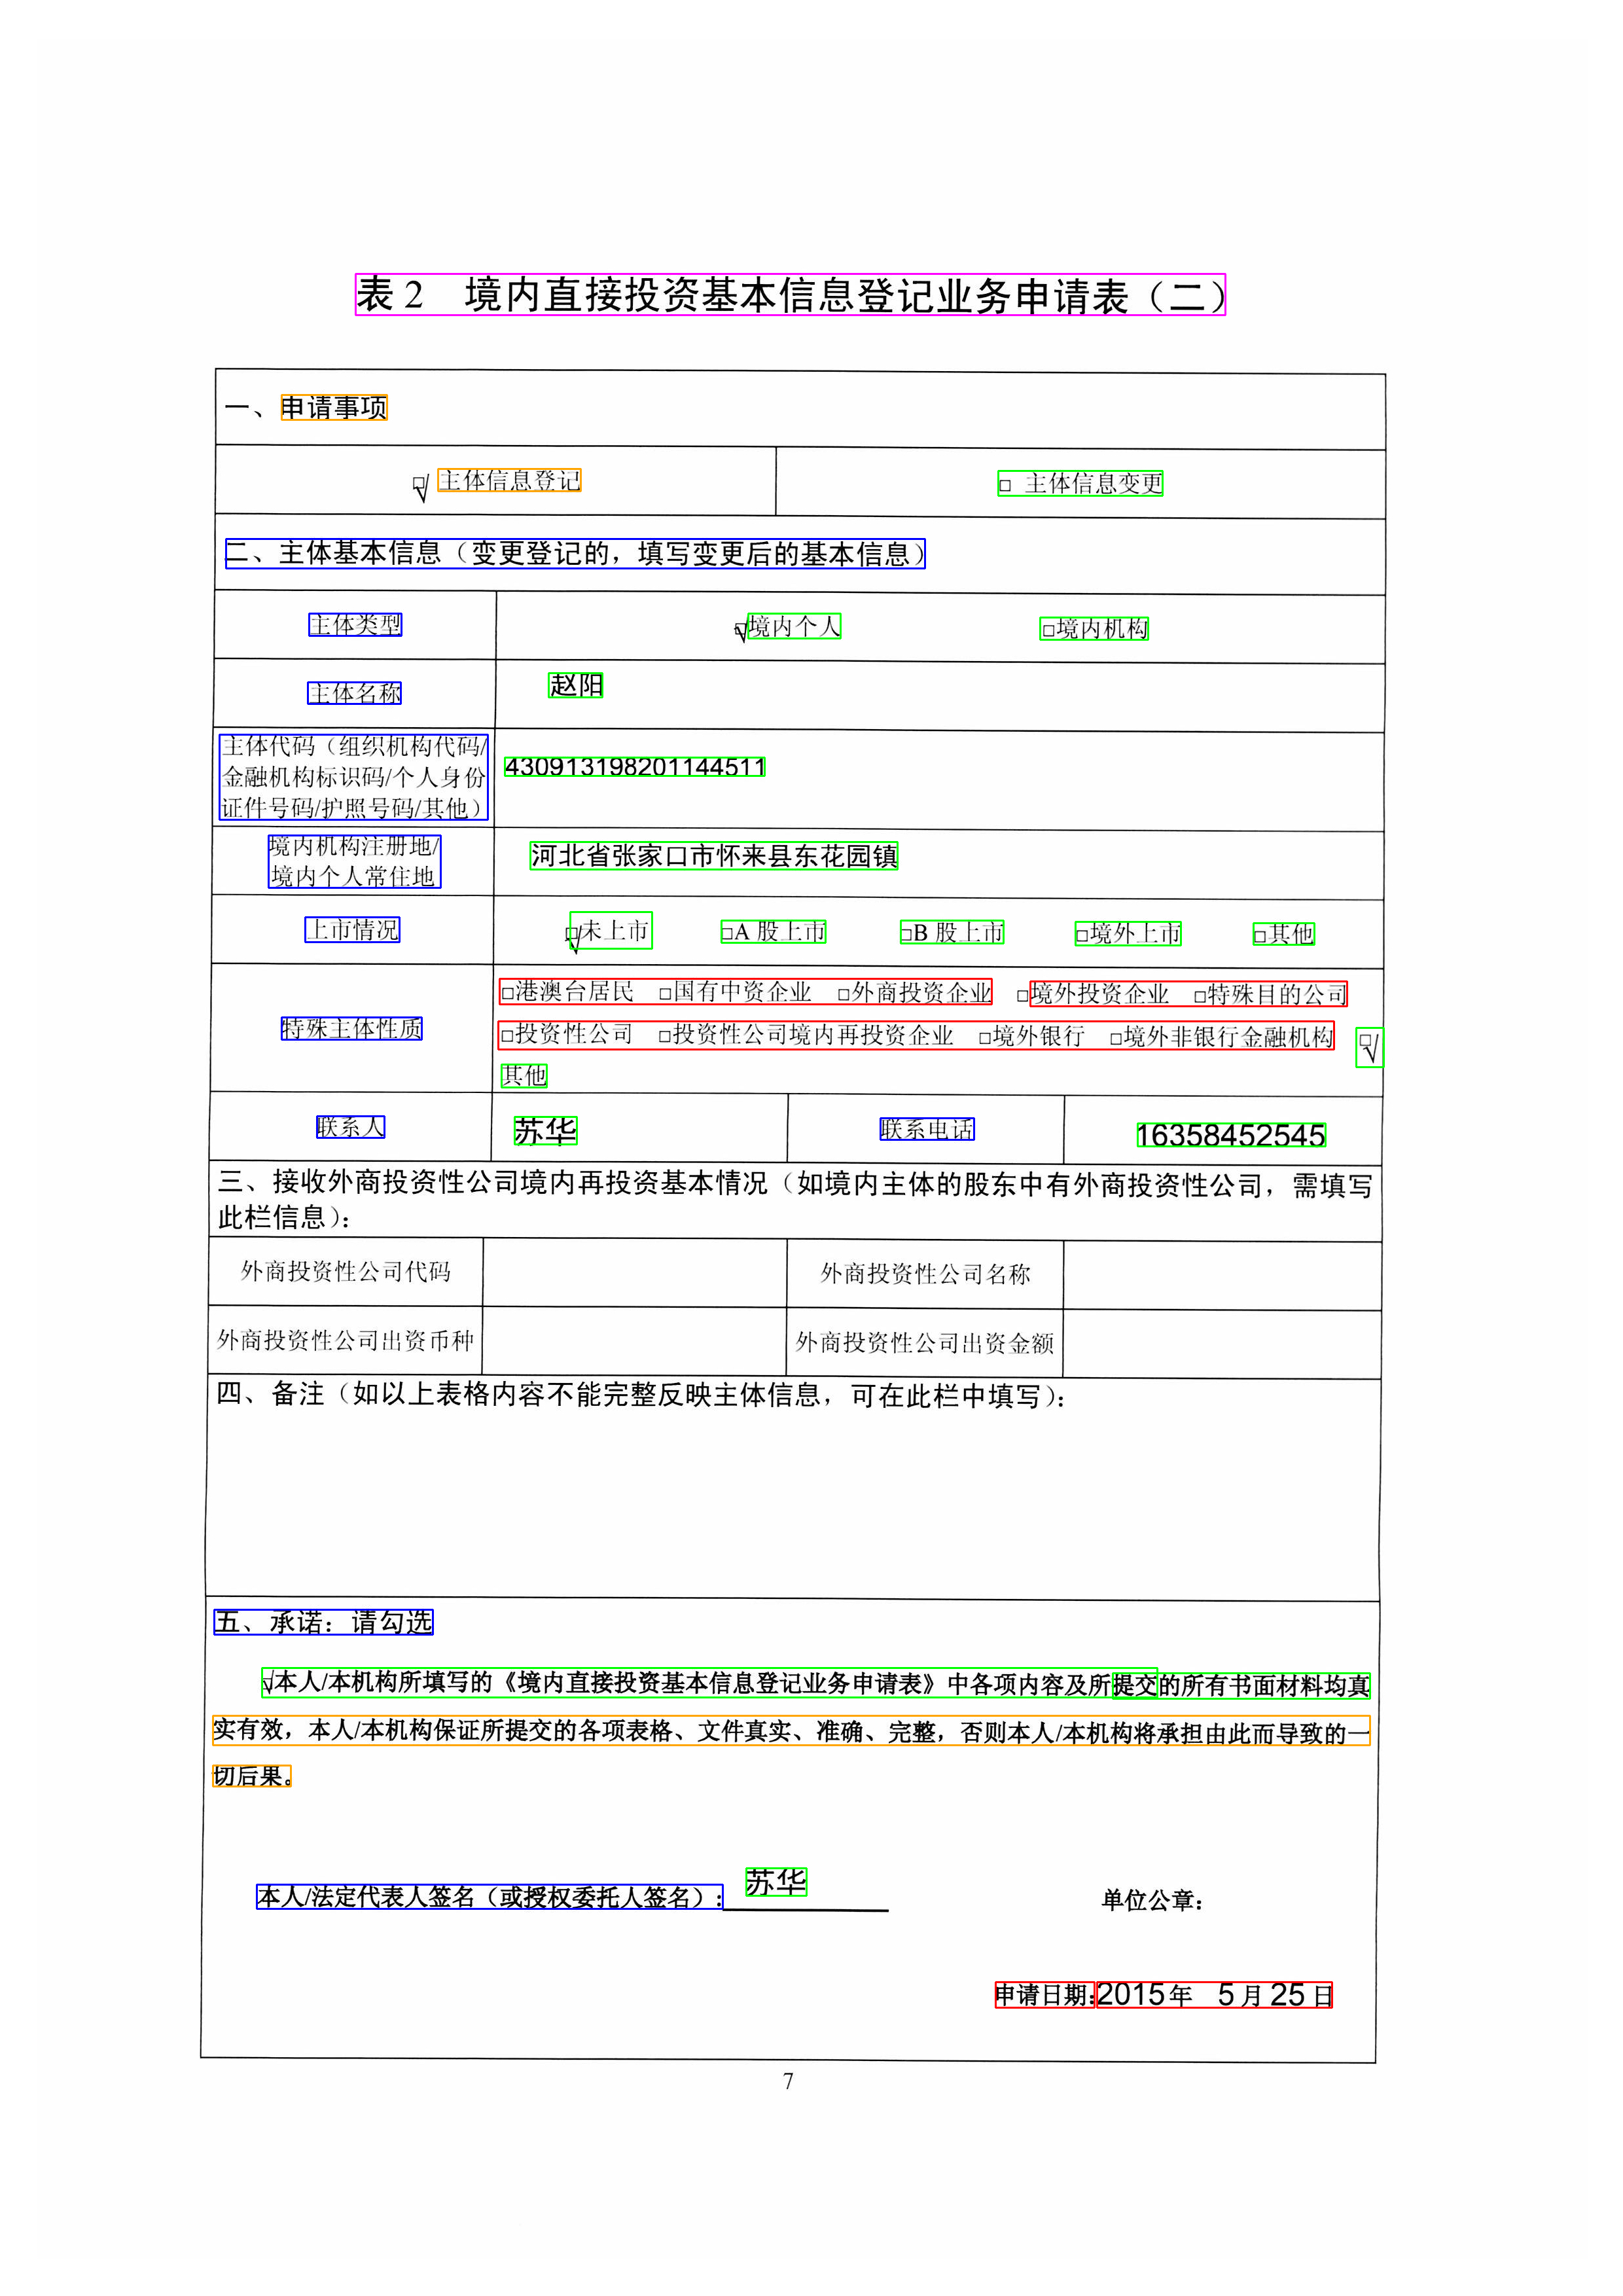 表 2　境内直接投资基本信息登记业务申请表（二）
一、申请事项
☑ 主体信息登记　□ 主体信息变更
二、主体基本信息（变更登记的，填写变更后的基本信息）
主体类型　☑境内个人　□境内机构
主体名称　赵阳
主体代码（组织机构代码/
金融机构标识码/个人身份
证件号码/护照号码/其他）
430913198201144511
境内机构注册地/
境内个人常住地
河北省张家口市怀来县东花园镇
上市情况　☑未上市　□A 股上市　□B 股上市　□境外上市　□其他
特殊主体性质
□港澳台居民　□国有中资企业　□外商投资企业　□境外投资企业　□特殊目的公司
□投资性公司　□投资性公司境内再投资企业　□境外银行　□境外非银行金融机构　☑
其他
联系人　苏华　联系电话　16358452545
三、接收外商投资性公司境内再投资基本情况（如境内主体的股东中有外商投资性公司，需填写
此栏信息）：
外商投资性公司代码　外商投资性公司名称
外商投资性公司出资币种　外商投资性公司出资金额
四、备注（如以上表格内容不能完整反映主体信息，可在此栏中填写）：
五、承诺：请勾选
☑本人/本机构所填写的《境内直接投资基本信息登记业务申请表》中各项内容及所提交的所有书面材料均真
实有效，本人/本机构保证所提交的各项表格、文件真实、准确、完整，否则本人/本机构将承担由此而导致的一
切后果。
本人/法定代表人签名（或授权委托人签名）：苏华　单位公章：
申请日期：2015年　5月25日
7